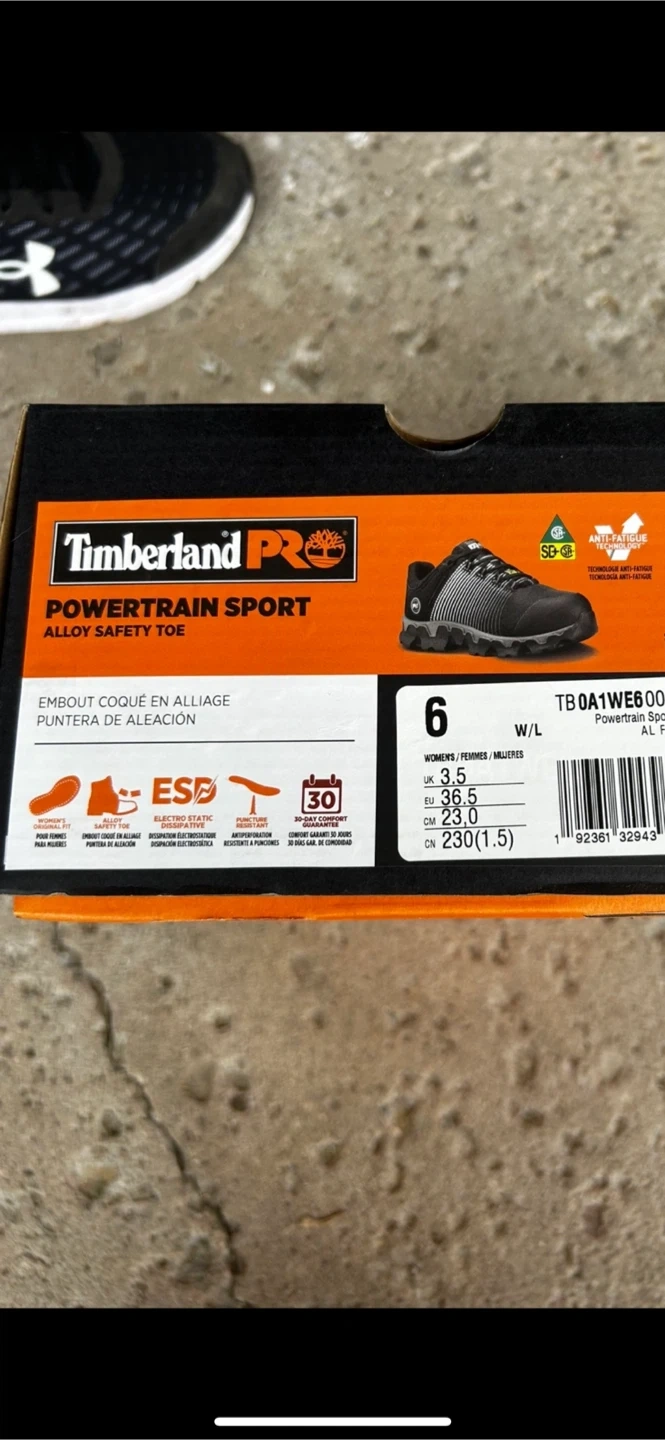 Timberland PRO
POWERTRAIN SPORT
ALLOY SAFETY TOE
SD+
ANTI-FATIGUE
TECHNOLOGY
TECHNOLOGIE ANTI-FATIGUE
TECNOLOGÍA ANTI-FATIGUE
EMBOUT COQUÉ EN ALLIAGE
PUNTERA DE ALEACIÓN
WOMEN'S
ORIGINAL FIT
POUR FEMMES
PARA MUJERES
ALLOY
SAFETY TOE
EMBOUT COQUÉ EN ALLIAGE
PUNTERA DE ALEACIÓN
ESD
ELECTRO STATIC
DISSIPATIVE
DISSIPATION ÉLECTROSTATIQUE
DISIPACIÓN ELECTROSTÁTICA
PUNCTURE
RESISTANT
ANTIPERFORATION
RESISTENTE A PUNCIONES
30
30-DAY COMFORT
GUARANTEE
CONFORT GARANTI 30 JOURS
30 DÍAS GAR. DE COMODIDAD
6
W/L
WOMEN'S / FEMMES / MUJERES
UK 3.5
EU 36.5
CM 23,0
CN 230(1.5)
TB0A1WE600
Powertrain Spo
AL F
1 92361 32943